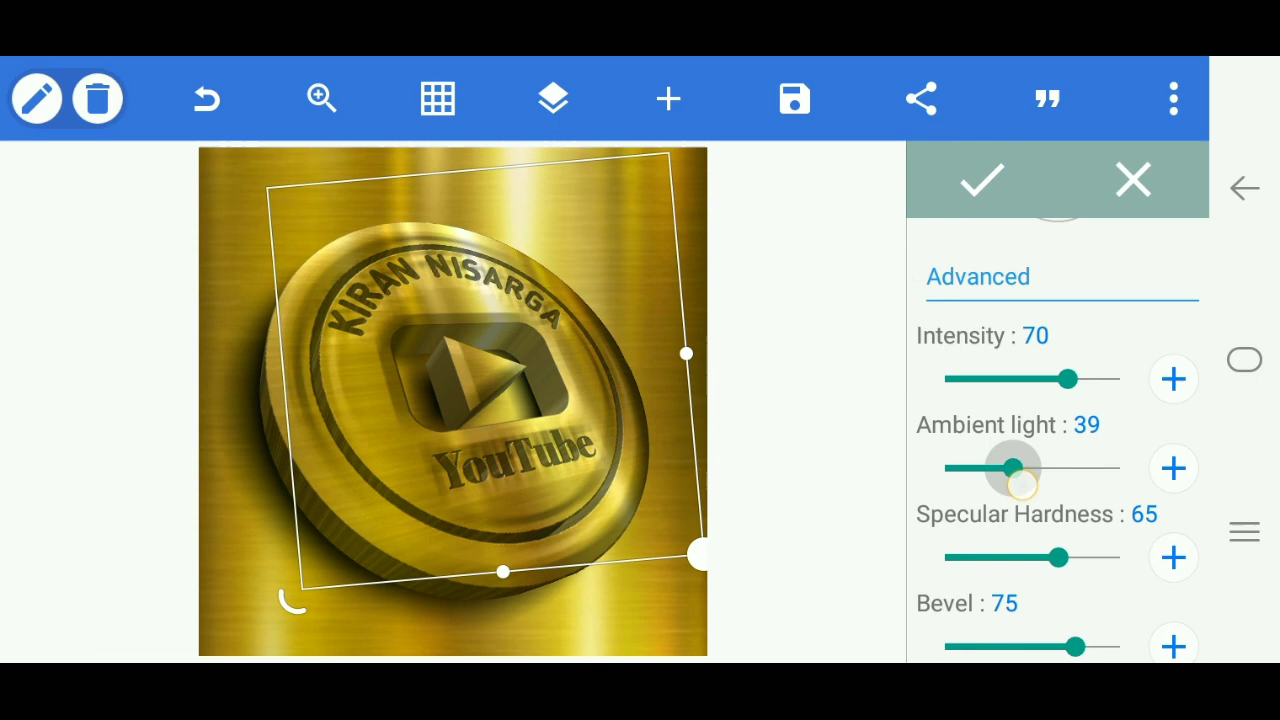 KIRAN NISARGA
YouTube
Advanced
Intensity : 70
Ambient light : 39
Specular Hardness : 65
Bevel : 75